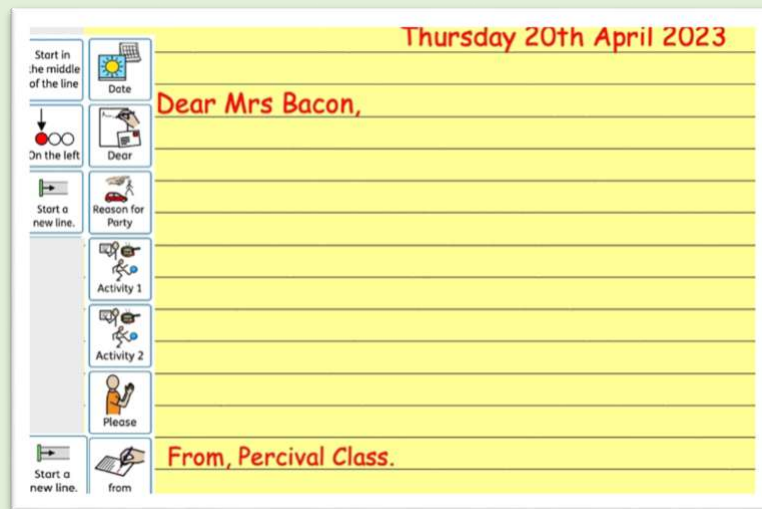 Thursday 20th April 2023
Start in
the middle
of the line
Date
Dear Mrs Bacon,
On the left
Dear
Start a
new line.
Reason for
Party
Activity 1
Activity 2
Please
From, Percival Class.
Start a
new line.
from